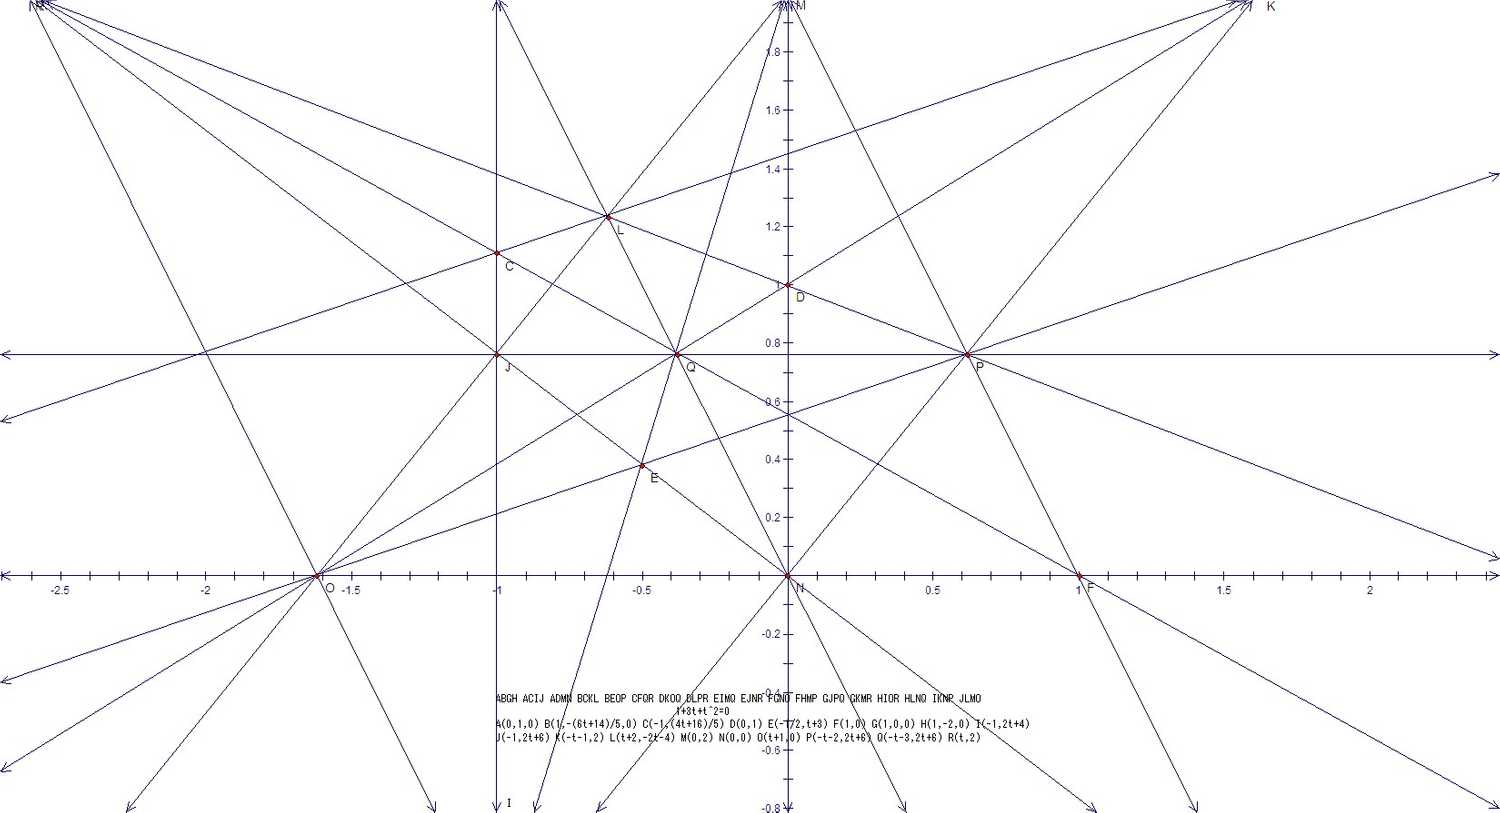 M
K
1.8
1.6
1.4
1.2
L
C
1
D
0.8
J
Q
P
0.6
0.4
E
0.2
-2.5 -2 O -1.5 -1 -0.5 N 0.5 F 1 1.5 2
-0.2
-0.4
ABGH ACIJ ADMN BCKL BEOP CFQR DKOQ DLPR EIMQ EJNR FGNO FHMP GJPQ GKMR HIOR HLNQ IKNP JLMO
1+3t+t^2=0
A(0,1,0) B(1,-(6t+14)/5,0) C(-1,(4t+16)/5) D(0,1) E(-1/2,t+3) F(1,0) G(1,0,0) H(1,-2,0) I(-1,2t+4)
J(-1,2t+6) K(-t-1,2) L(t+2,-2t-4) M(0,2) N(0,0) O(t+1,0) P(-t-2,2t+6) Q(-t-3,2t+6) R(t,2)
-0.6
I
-0.8